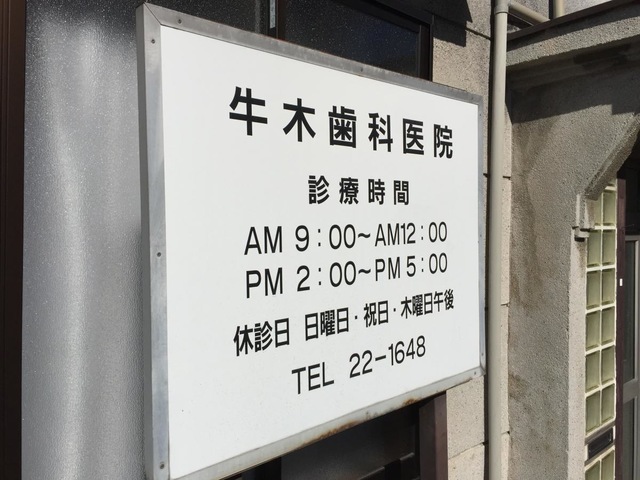 牛木歯科医院
診療時間
AM 9:00〜AM12:00
PM 2:00〜PM 5:00
休診日 日曜日・祝日・木曜日午後
TEL 22-1648